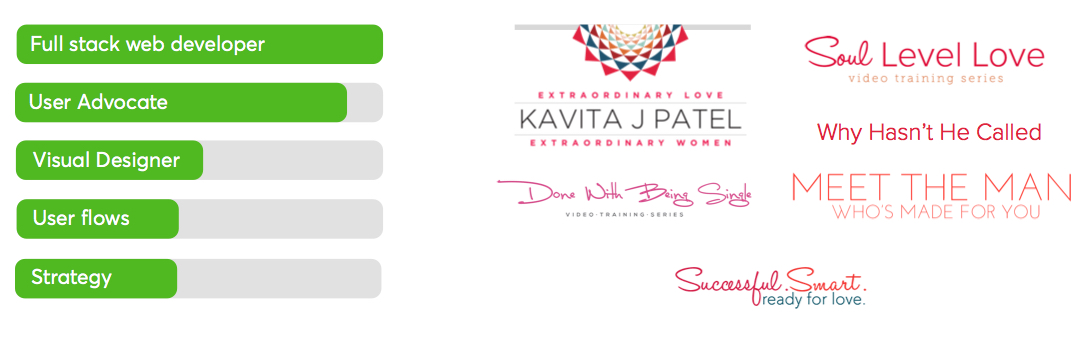 Full stack web developer
User Advocate
Visual Designer
User flows
Strategy
EXTRAORDINARY LOVE
KAVITA J PATEL
EXTRAORDINARY WOMEN
Soul Level Love
video training series
Why Hasn't He Called
Done With Being Single
VIDEO·TRAINING·SERIES
MEET THE MAN
WHO'S MADE FOR YOU
Successful.Smart.
ready for love.